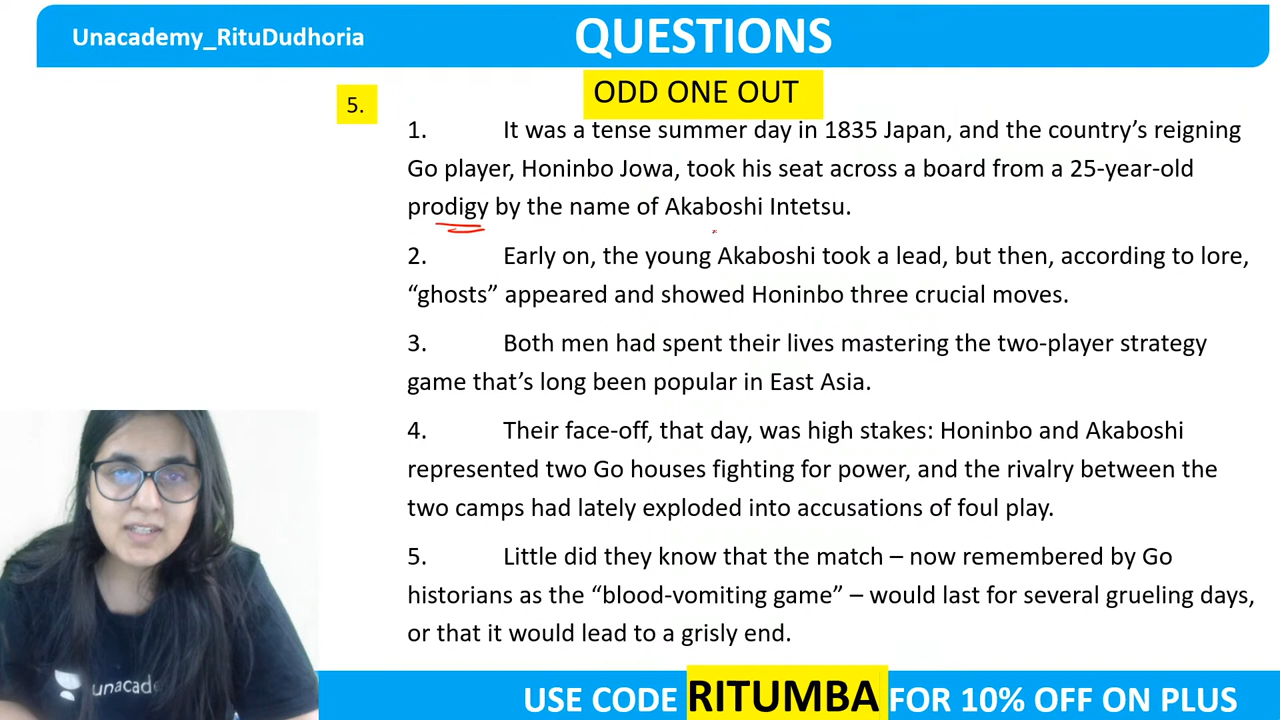 Unacademy_RituDudhoria
QUESTIONS
ODD ONE OUT
5.
1. It was a tense summer day in 1835 Japan, and the country’s reigning
Go player, Honinbo Jowa, took his seat across a board from a 25-year-old
prodigy by the name of Akaboshi Intetsu.
2. Early on, the young Akaboshi took a lead, but then, according to lore,
“ghosts” appeared and showed Honinbo three crucial moves.
3. Both men had spent their lives mastering the two-player strategy
game that’s long been popular in East Asia.
4. Their face-off, that day, was high stakes: Honinbo and Akaboshi
represented two Go houses fighting for power, and the rivalry between the
two camps had lately exploded into accusations of foul play.
5. Little did they know that the match – now remembered by Go
historians as the “blood-vomiting game” – would last for several grueling days,
or that it would lead to a grisly end.
unacade
USE CODE RITUMBA FOR 10% OFF ON PLUS